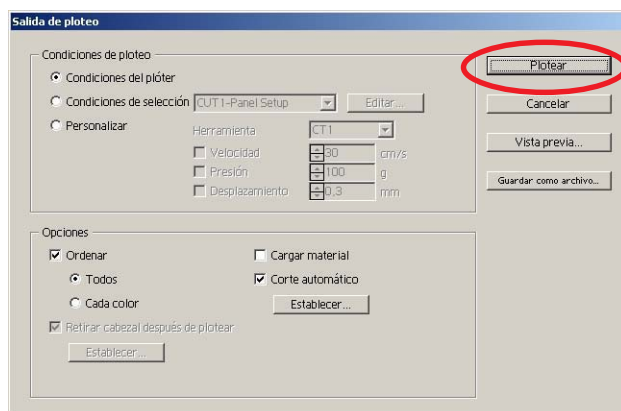 Salida de ploteo
Condiciones de ploteo
Condiciones del plóter
Condiciones de selección CUT1-Panel Setup Editar...
Personalizar Herramienta CT1
Velocidad 30 cm/s
Presión 100 g
Desplazamiento 0,3 mm
Plotear
Cancelar
Vista previa...
Guardar como archivo...
Opciones
Ordenar Cargar material
Todos Corte automático
Cada color Establecer...
Retirar cabezal después de plotear
Establecer...